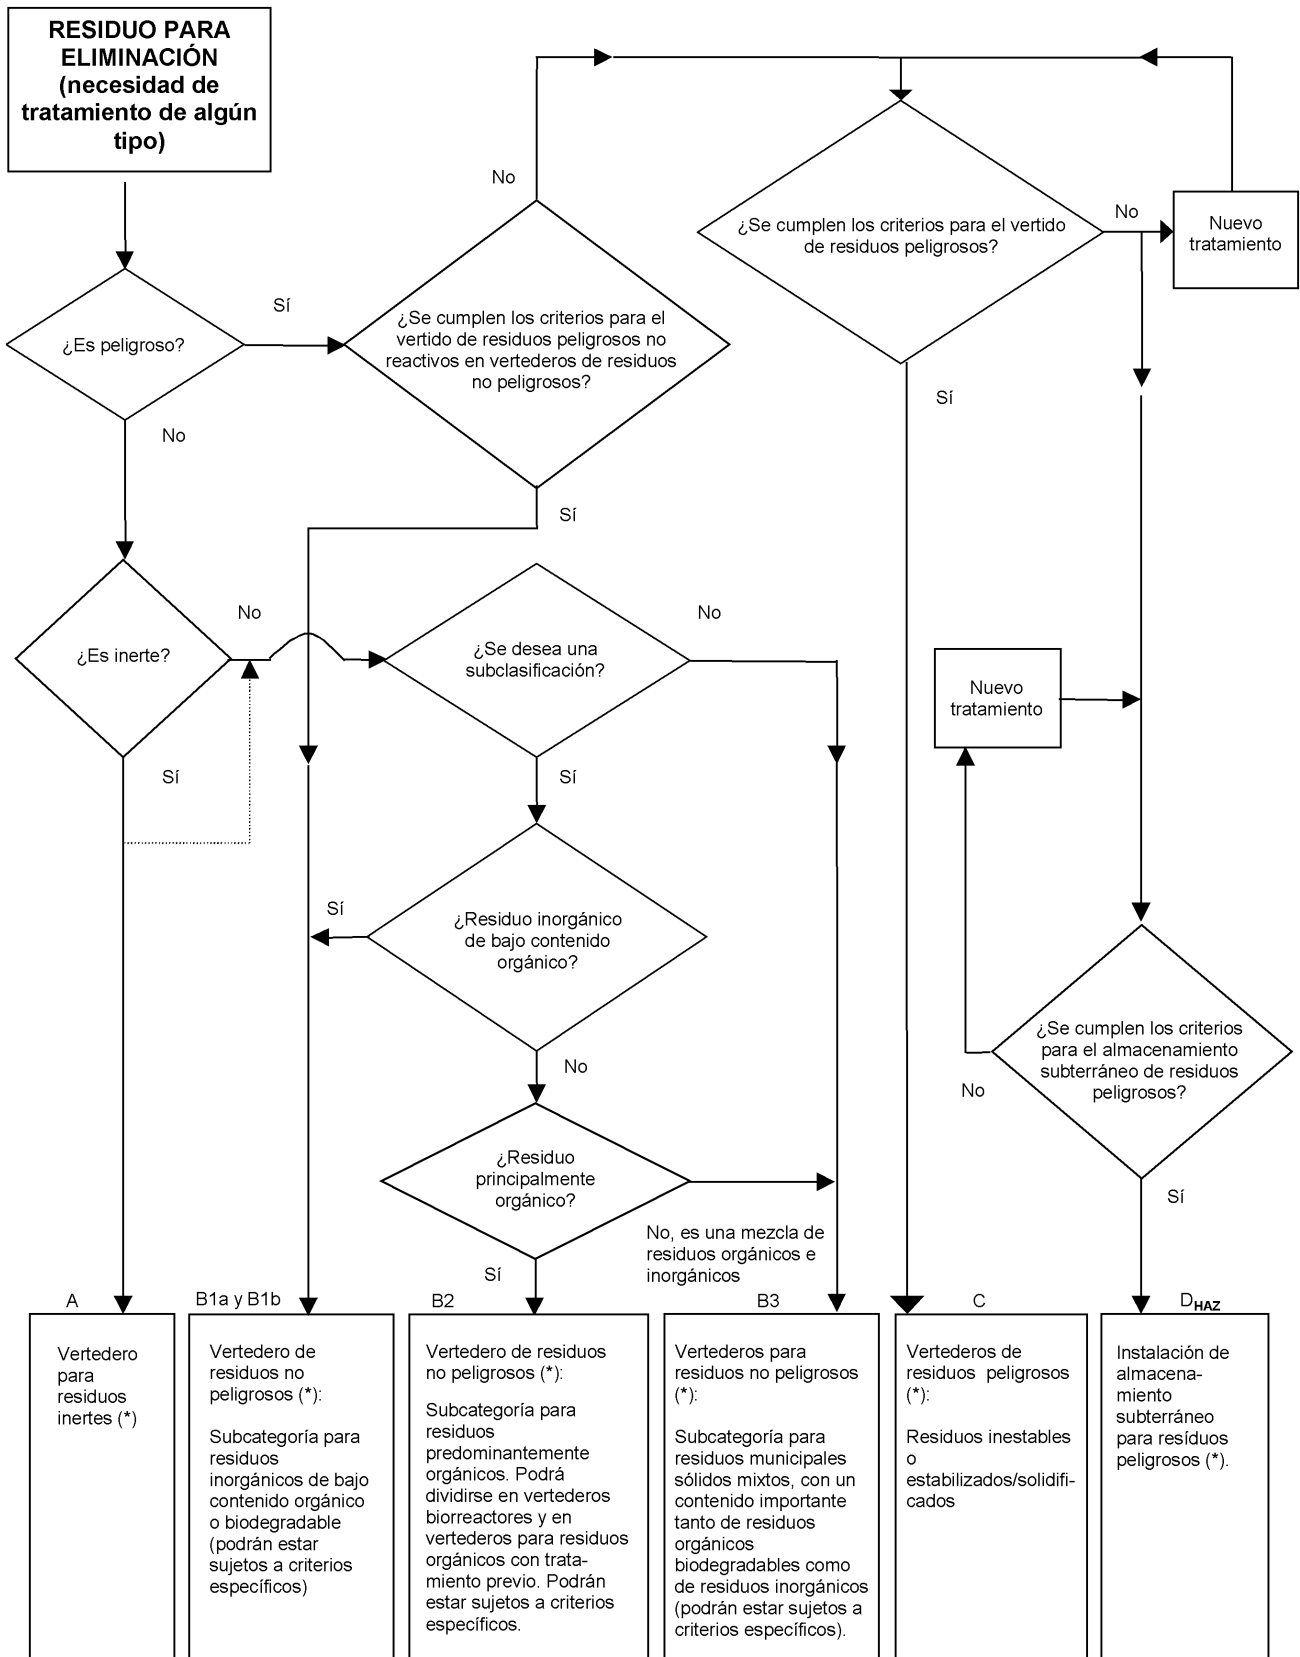 RESIDUO PARA
ELIMINACIÓN
(necesidad de
tratamiento de algún
tipo)
No
¿Se cumplen los criterios para el vertido
de residuos peligrosos?
No
Nuevo
tratamiento
¿Es peligroso?
Sí
¿Se cumplen los criterios para el
vertido de residuos peligrosos no
reactivos en vertederos de residuos
no peligrosos?
Sí
No
Sí
¿Es inerte?
No
¿Se desea una
subclasificación?
No
Nuevo
tratamiento
Sí
Sí
¿Residuo inorgánico
de bajo contenido
orgánico?
Sí
No
¿Se cumplen los criterios
para el almacenamiento
subterráneo de residuos
peligrosos?
No
Sí
¿Residuo
principalmente
orgánico?
No, es una mezcla de
residuos orgánicos e
inorgánicos
Sí
A
Vertedero
para
residuos
inertes (*)
B1a y B1b
Vertedero de
residuos no
peligrosos (*):
Subcategoría para
residuos
inorgánicos de bajo
contenido orgánico
o biodegradable
(podrán estar
sujetos a criterios
específicos)
B2
Vertedero de residuos
no peligrosos (*):
Subcategoría para
residuos
predominantemente
orgánicos. Podrá
dividirse en vertederos
biorreactores y en
vertederos para residuos
orgánicos con trata-
miento previo. Podrán
estar sujetos a criterios
específicos.
B3
Vertederos para
residuos no peligrosos
(*):
Subcategoría para
residuos municipales
sólidos mixtos, con un
contenido importante
tanto de residuos
orgánicos
biodegradables como
de residuos inorgánicos
(podrán estar sujetos a
criterios específicos).
C
Vertederos de
residuos peligrosos
(*):
Residuos inestables
o
estabilizados/solidifi-
cados
DHAZ
Instalación de
almacena-
miento
subterráneo
para resíduos
peligrosos (*).